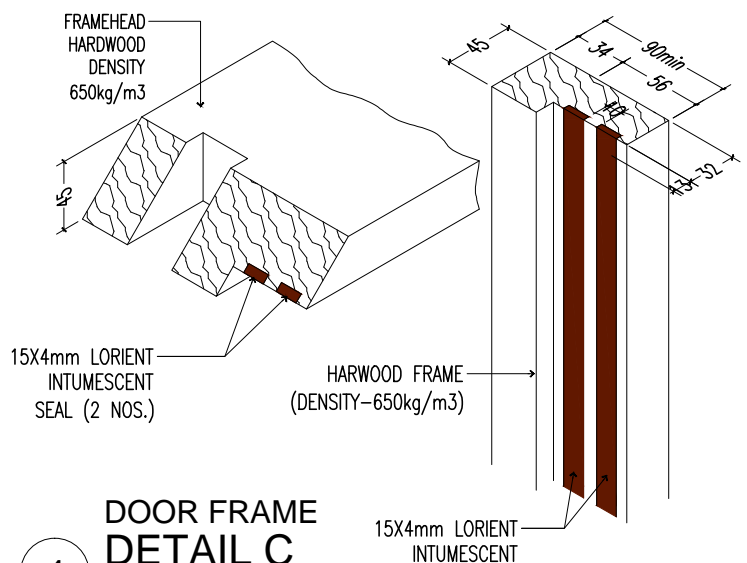 FRAMEHEAD
HARDWOOD
DENSITY
650kg/m3
45
15X4mm LORIENT
INTUMESCENT
SEAL (2 NOS.)
45
34
90min
56
13
32
HARWOOD FRAME
(DENSITY-650kg/m3)
15X4mm LORIENT
INTUMESCENT
DOOR FRAME
DETAIL C